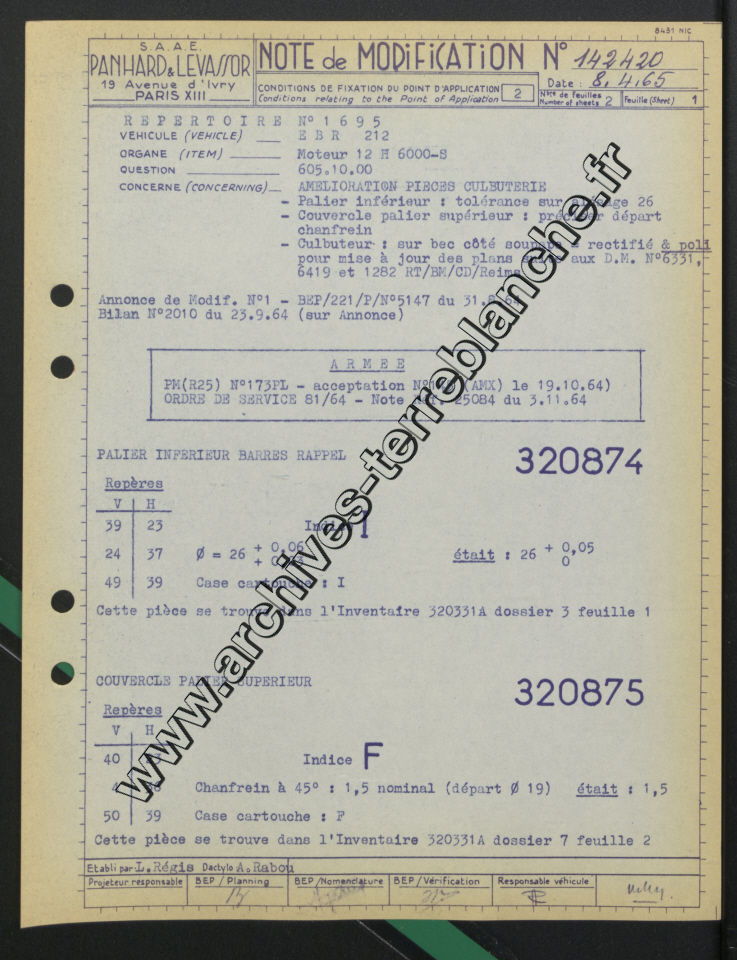 8431 NIC
S.A.A.E.
PANHARD & LEVASSOR
19 Avenue d'Ivry
PARIS XIII
NOTE de MODIFICATION N° 142420
Date : 8.4.65
CONDITIONS DE FIXATION DU POINT D'APPLICATION 2
Conditions relating to the Point of Application
Nbre de feuilles
Number of sheets 2
Feuille (Sheet) 1
REPERTOIRE N° 1695
VEHICULE (VEHICLE) EBR 212
ORGANE (ITEM) Moteur 12 H 6000-S
QUESTION 605.10.00
CONCERNE (CONCERNING) AMELIORATION PIECES CULBUTERIE
- Palier inférieur : tolérance sur alésage 26
- Couvercle palier supérieur : préciser départ
chanfrein
- Culbuteur : sur bec côté soupape = rectifié & poli
pour mise à jour des plans suite aux D.M. N°6331,
6419 et 1282 RT/BM/CD/Reims
Annonce de Modif. N°1 - BEP/221/P/N°5147 du 31.8.64
Bilan N°2010 du 23.9.64 (sur Annonce)
ARMEE
PM(R25) N°173PL - acceptation (AMX) le 19.10.64)
ORDRE DE SERVICE 81/64 - Note 25084 du 3.11.64
PALIER INFERIEUR BARRES RAPPEL 320874
Repères
V H
39 23 Indice I
24 37 Ø = 26 + 0,06 était : 26 + 0,05
+ 0
49 39 Case cartouche : I
Cette pièce se trouve dans l'Inventaire 320331A dossier 3 feuille 1
COUVERCLE PALIER SUPERIEUR 320875
Repères
V H
40 Indice F
Chanfrein à 45° : 1,5 nominal (départ Ø 19) était : 1,5
50 39 Case cartouche : F
Cette pièce se trouve dans l'Inventaire 320331A dossier 7 feuille 2
Etabli par L. Régis Dactylo A. Rabou
Projeteur responsable
BEP / Planning
BEP / Nomenclature
BEP / Vérification
Responsable véhicule
www.archives-terreblanche.fr